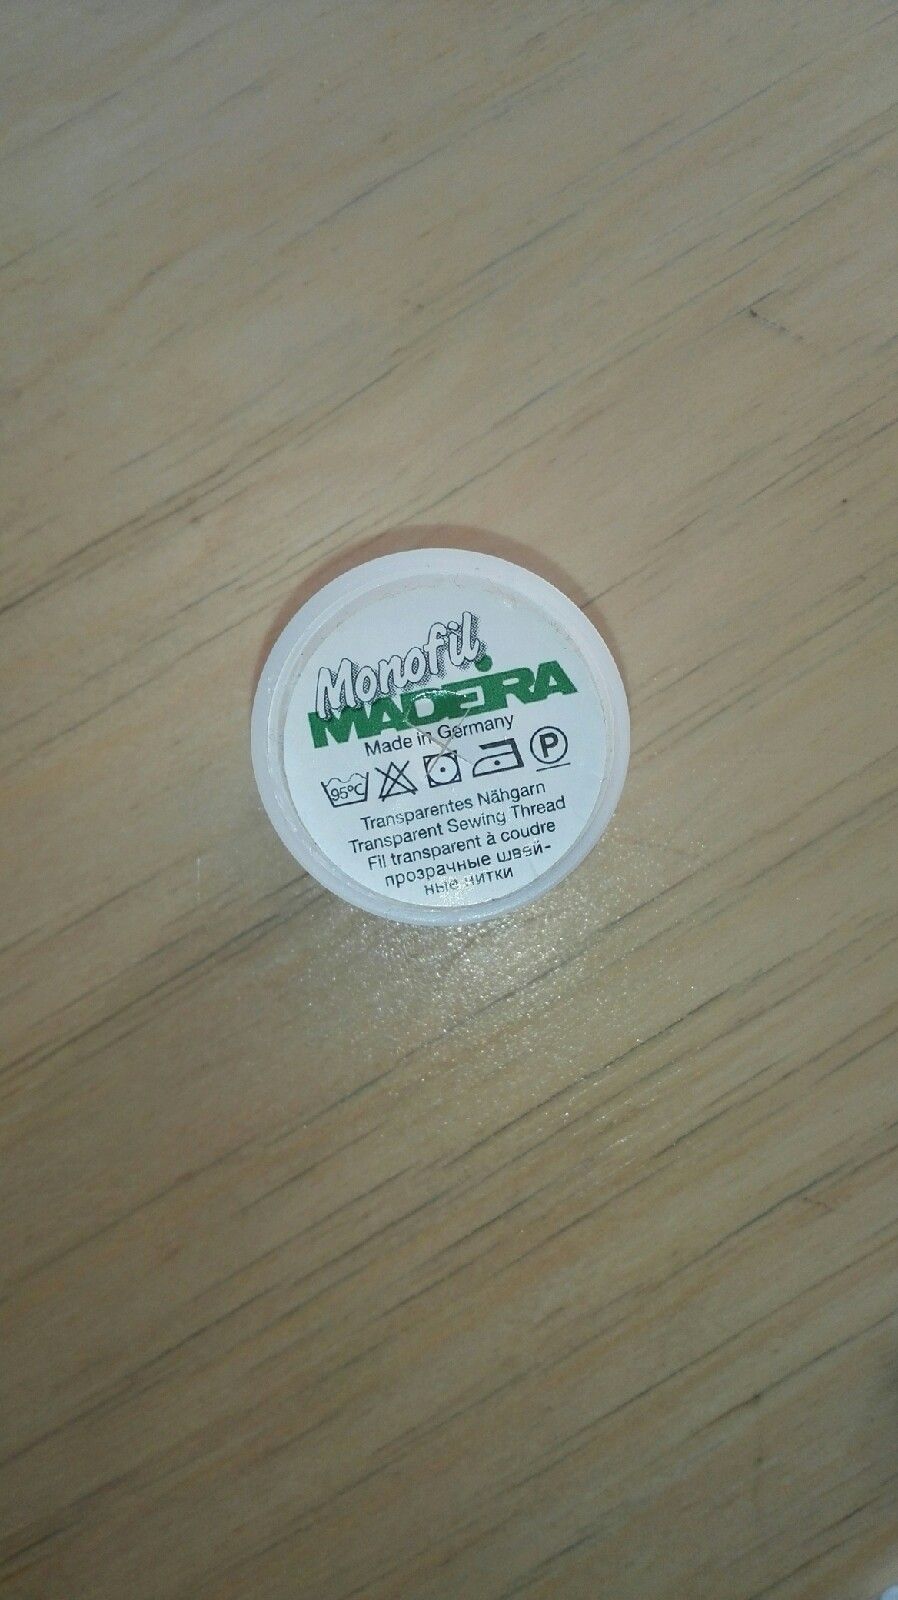 Monofil
MADEIRA
Made in Germany
95°C P
Transparentes Nähgarn
Transparent Sewing Thread
Fil transparent à coudre
прозрачные швей-
ные нитки